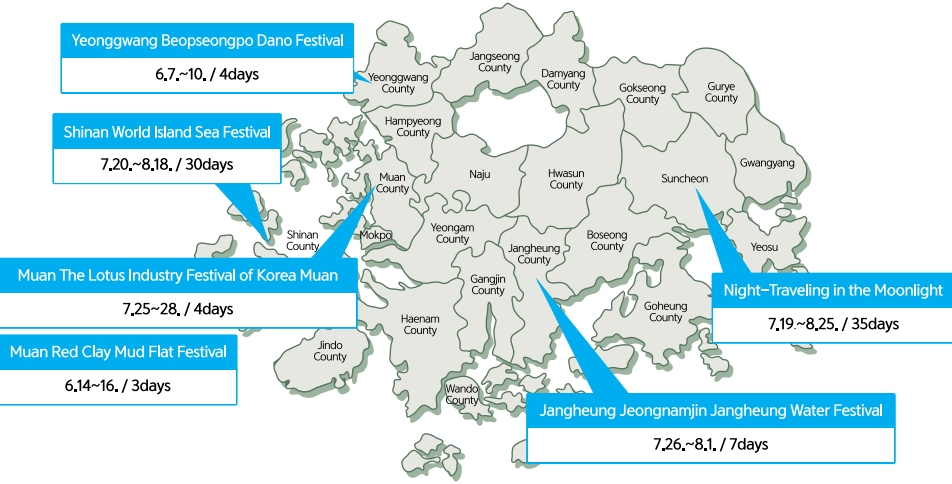 Yeonggwang Beopseongpo Dano Festival
6.7.~10. / 4days
Shinan World Island Sea Festival
7.20.~8.18. / 30days
Muan The Lotus Industry Festival of Korea Muan
7.25~28. / 4days
Muan Red Clay Mud Flat Festival
6.14~16. / 3days
Night-Traveling in the Moonlight
7.19.~8.25. / 35days
Jangheung Jeongnamjin Jangheung Water Festival
7.26.~8.1. / 7days
Yeonggwang
County
Jangseong
County
Damyang
County
Gokseong
County
Gurye
County
Hampyeong
County
Muan
County
Naju
Hwasun
County
Suncheon
Gwangyang
Shinan
County
Mokpo
Yeongam
County
Jangheung
County
Boseong
County
Yeosu
Gangjin
County
Goheung
County
Haenam
County
Jindo
County
Wando
County